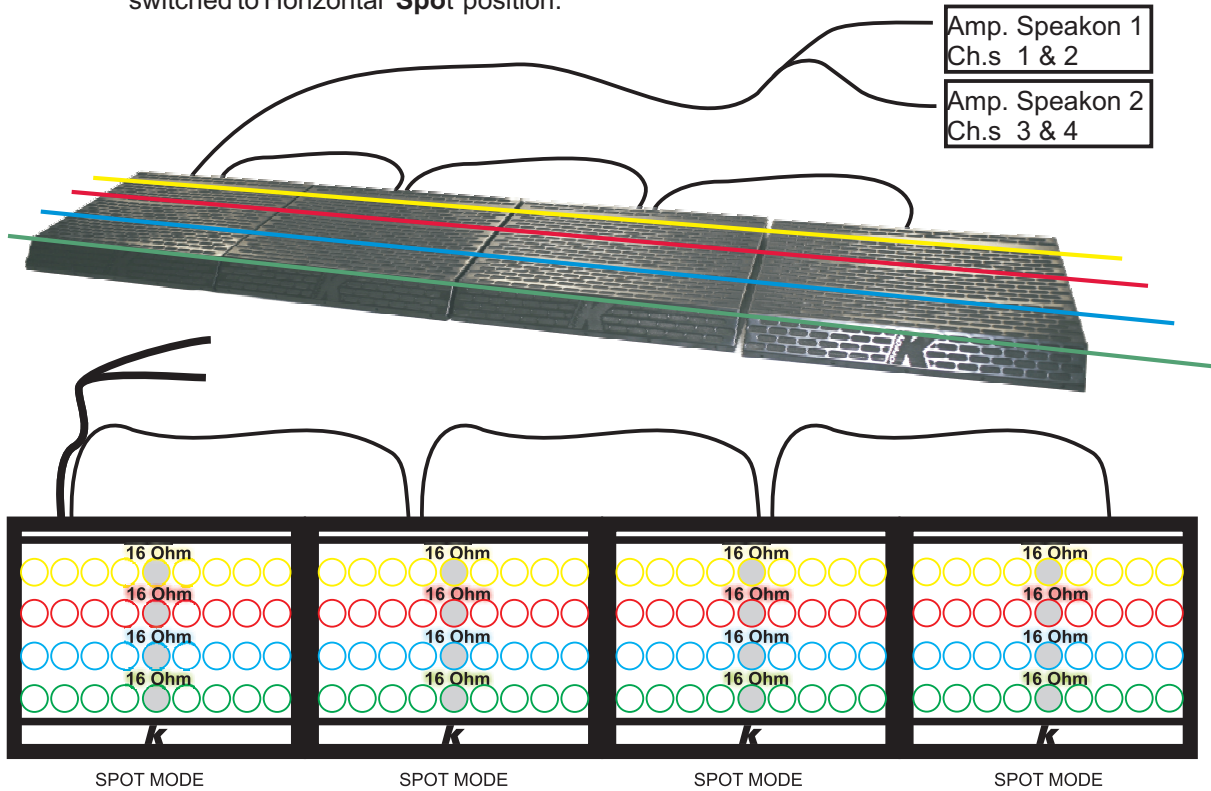 switched to Horizontal Spot position.
Amp. Speakon 1
Ch.s 1 & 2
Amp. Speakon 2
Ch.s 3 & 4
K
16 Ohm 16 Ohm 16 Ohm 16 Ohm
16 Ohm 16 Ohm 16 Ohm 16 Ohm
16 Ohm 16 Ohm 16 Ohm 16 Ohm
16 Ohm 16 Ohm 16 Ohm 16 Ohm
k k k k
SPOT MODE SPOT MODE SPOT MODE SPOT MODE